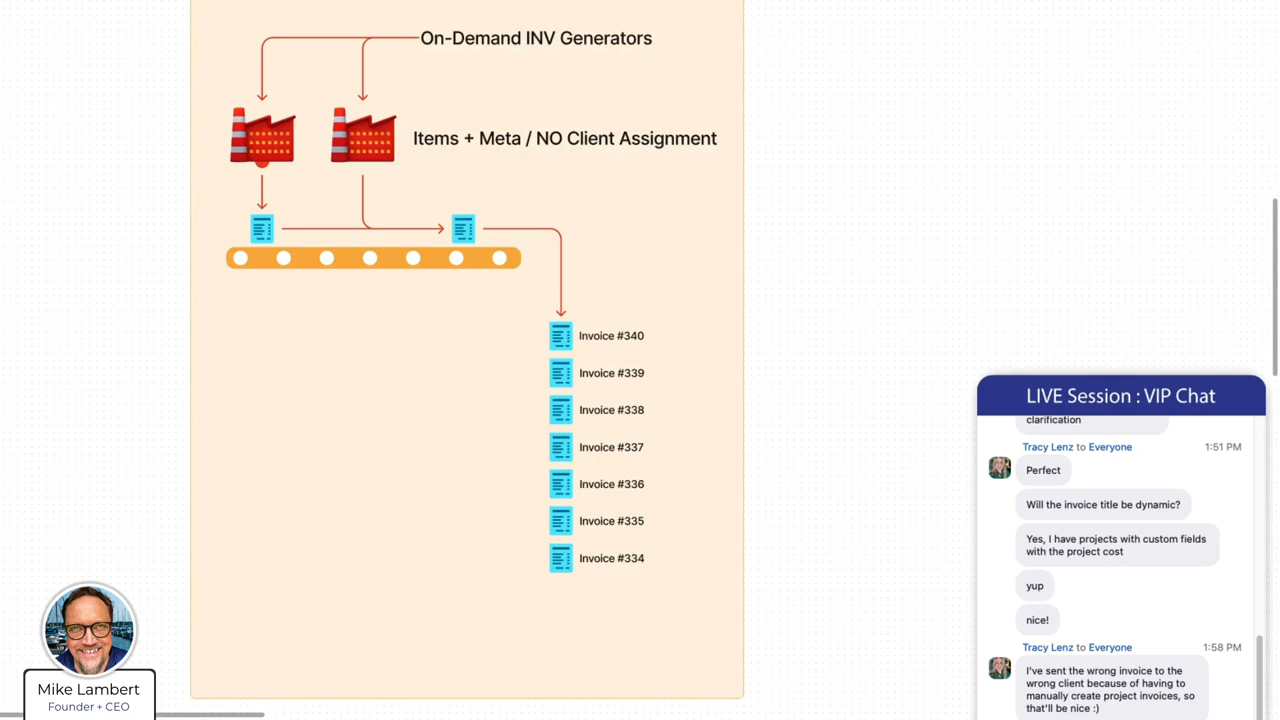 On-Demand INV Generators
Items + Meta / NO Client Assignment
Invoice #340
Invoice #339
Invoice #338
Invoice #337
Invoice #336
Invoice #335
Invoice #334
LIVE Session : VIP Chat
clarification
Tracy Lenz to Everyone 1:51 PM
Perfect
Will the invoice title be dynamic?
Yes, I have projects with custom fields
with the project cost
yup
nice!
Tracy Lenz to Everyone 1:58 PM
I've sent the wrong invoice to the
wrong client because of having to
manually create project invoices, so
that'll be nice :)
Mike Lambert
Founder + CEO